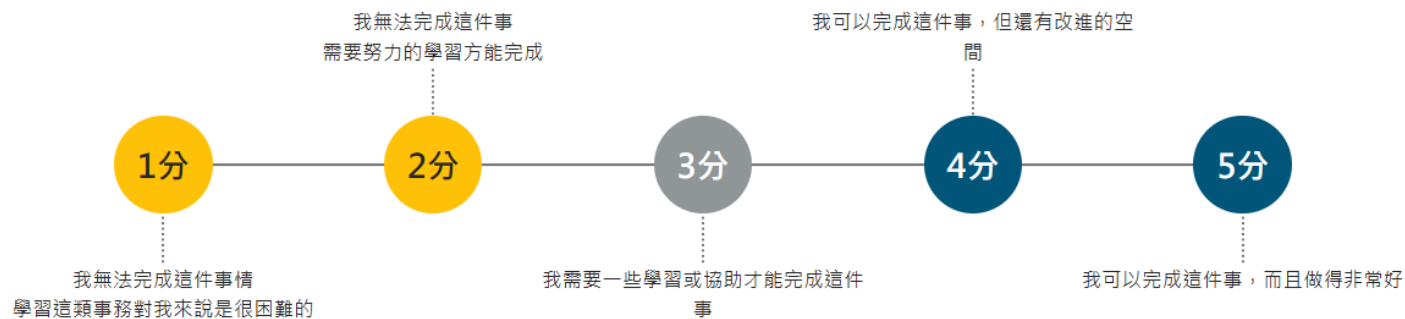 我無法完成這件事
需要努力的學習方能完成
我可以完成這件事，但還有改進的空
間
1分
2分
3分
4分
5分
我無法完成這件事情
學習這類事務對我來說是很困難的
我需要一些學習或協助才能完成這件
事
我可以完成這件事，而且做得非常好